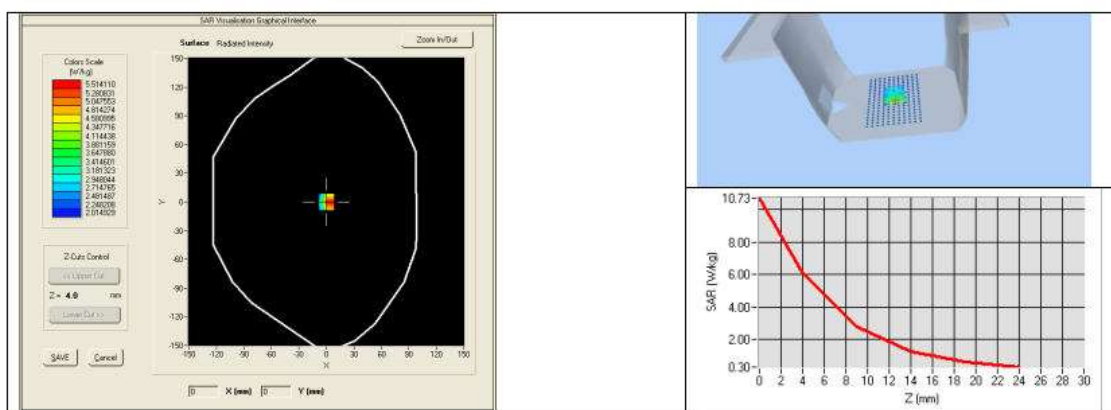 SAR Visualisation Graphical Interface
Surface Radiated Intensity
Zoom In/Out
Colors Scale
(W/kg)
5.514110
5.280831
5.047553
4.814274
4.580995
4.347716
4.114438
3.881159
3.647880
3.414601
3.181323
2.948044
2.714765
2.481487
2.248208
2.014929
Z-Cuts Control
<< Upper Cut
Z = 4.0 mm
Lower Cut >>
SAVE Cancel
150
120
90
60
30
0
-30
-60
-90
-120
-150
Y
-150 -120 -90 -60 -30 0 30 60 90 120 150
X
0 X (mm) 0 Y (mm)
10.73
8.00
6.00
4.00
2.00
0.30
SAR (W/kg)
0 2 4 6 8 10 12 14 16 18 20 22 24 26 28 30
Z (mm)